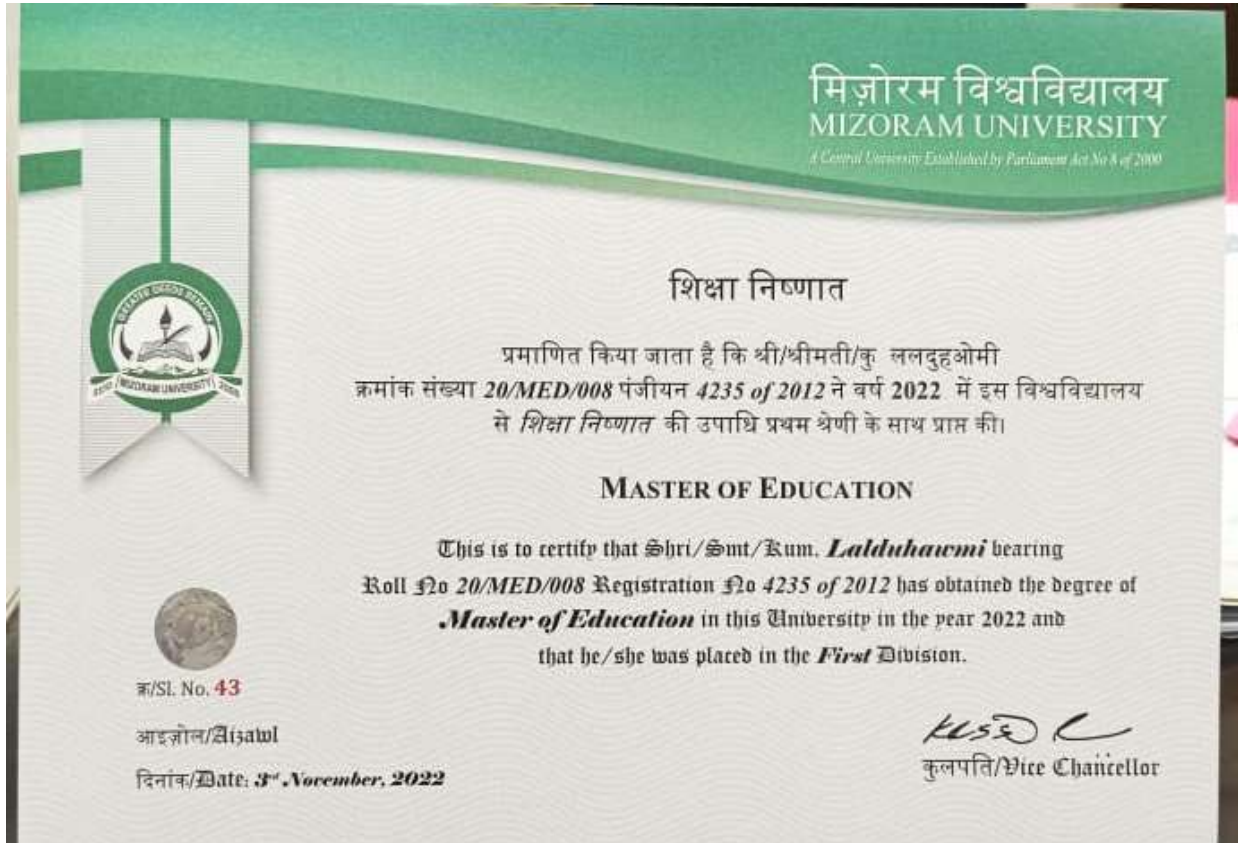 मिज़ोरम विश्वविद्यालय
MIZORAM UNIVERSITY
A Central University Established by Parliament Act No 8 of 2000
शिक्षा निष्णात
प्रमाणित किया जाता है कि श्री/श्रीमती/कु ललदुहओमी
क्रमांक संख्या 20/MED/008 पंजीयन 4235 of 2012 ने वर्ष 2022 में इस विश्वविद्यालय
से शिक्षा निष्णात की उपाधि प्रथम श्रेणी के साथ प्राप्त की।
MASTER OF EDUCATION
This is to certify that Shri/Smt/Kum. Lalduhawmi bearing
Roll No 20/MED/008 Registration No 4235 of 2012 has obtained the degree of
Master of Education in this University in the year 2022 and
that he/she was placed in the First Division.
MIZORAM UNIVERSITY
क्र/Sl. No. 43
आइज़ोल/Aizawl
दिनांक/Date: 3rd November, 2022
कुलपति/Vice Chancellor